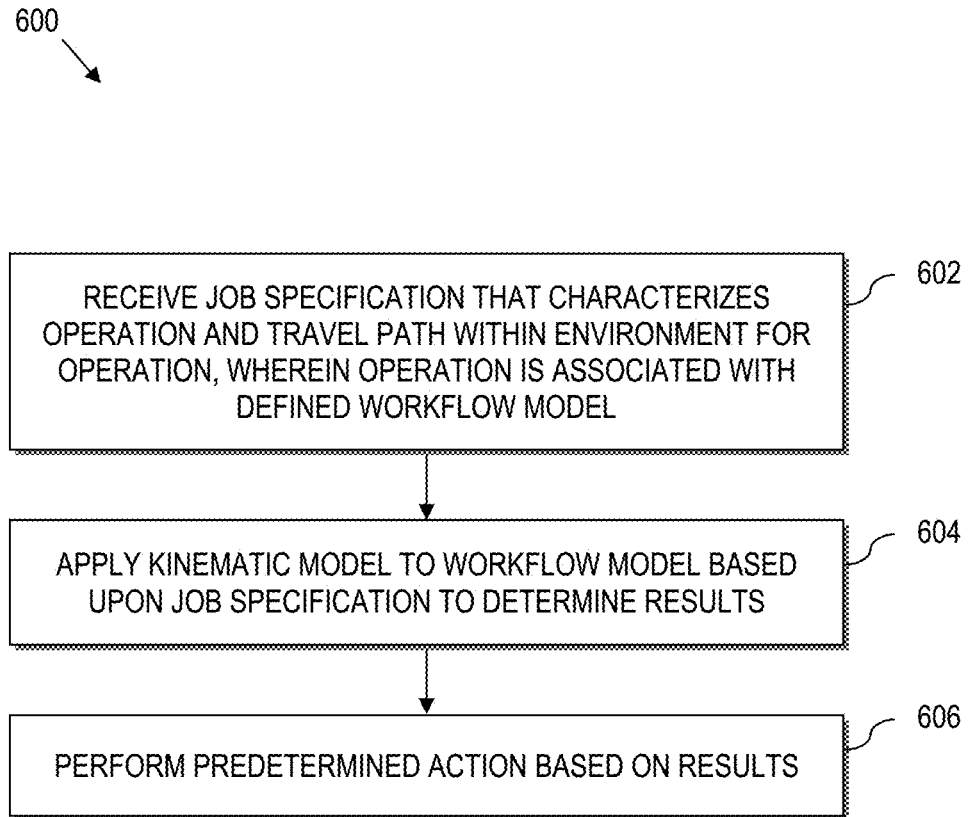 600
RECEIVE JOB SPECIFICATION THAT CHARACTERIZES
OPERATION AND TRAVEL PATH WITHIN ENVIRONMENT FOR
OPERATION, WHEREIN OPERATION IS ASSOCIATED WITH
DEFINED WORKFLOW MODEL
602
APPLY KINEMATIC MODEL TO WORKFLOW MODEL BASED
UPON JOB SPECIFICATION TO DETERMINE RESULTS
604
PERFORM PREDETERMINED ACTION BASED ON RESULTS
606